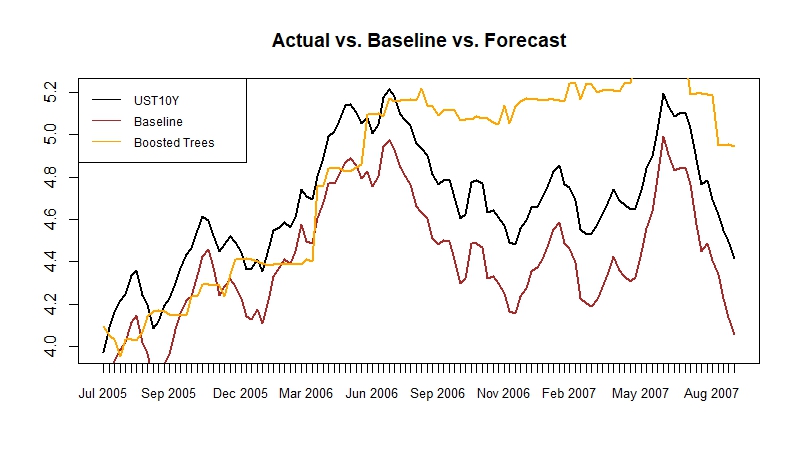 Actual vs. Baseline vs. Forecast
5.2
5.0
4.8
4.6
4.4
4.2
4.0
UST10Y
Baseline
Boosted Trees
Jul 2005 Sep 2005 Dec 2005 Mar 2006 Jun 2006 Sep 2006 Nov 2006 Feb 2007 May 2007 Aug 2007